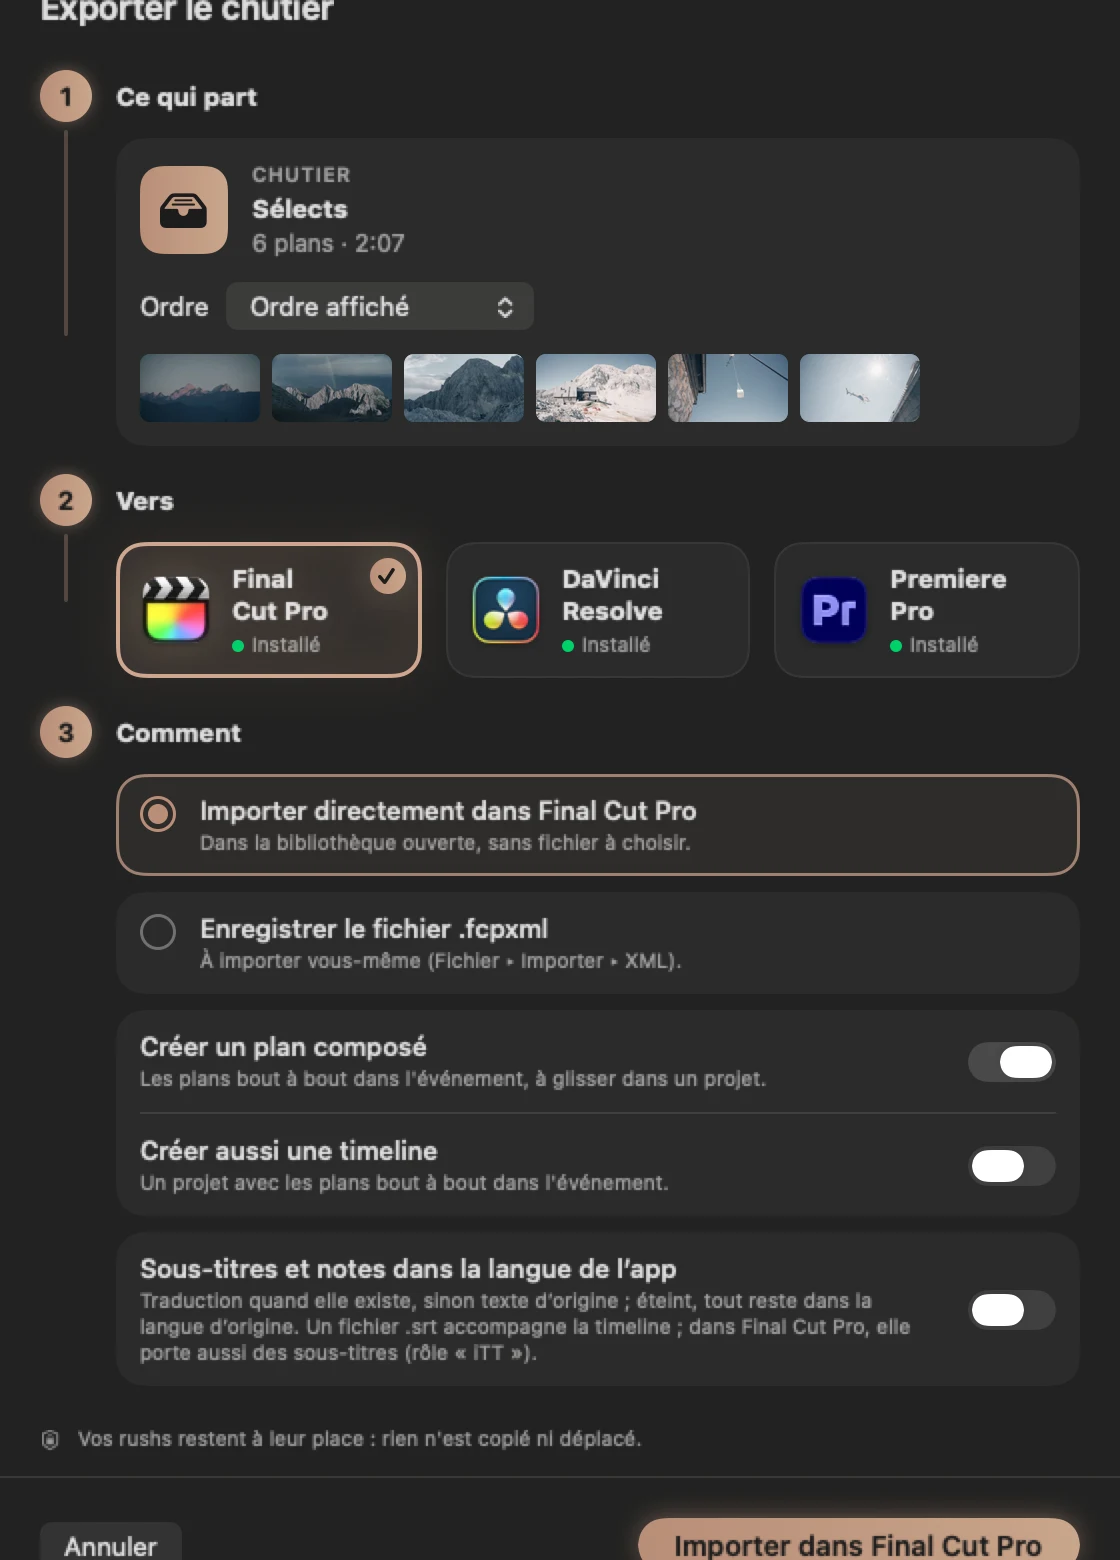 Exporter le chutier
1
Ce qui part
CHUTIER
Sélects
6 plans · 2:07
Ordre
Ordre affiché
2
Vers
Final
Cut Pro
Installé
DaVinci
Resolve
Installé
Pr
Premiere
Pro
Installé
3
Comment
Importer directement dans Final Cut Pro
Dans la bibliothèque ouverte, sans fichier à choisir.
Enregistrer le fichier .fcpxml
À importer vous-même (Fichier ▸ Importer ▸ XML).
Créer un plan composé
Les plans bout à bout dans l'événement, à glisser dans un projet.
Créer aussi une timeline
Un projet avec les plans bout à bout dans l'événement.
Sous-titres et notes dans la langue de l’app
Traduction quand elle existe, sinon texte d’origine ; éteint, tout reste dans la
langue d’origine. Un fichier .srt accompagne la timeline ; dans Final Cut Pro, elle
porte aussi des sous-titres (rôle « iTT »).
Vos rushs restent à leur place : rien n'est copié ni déplacé.
Annuler
Importer dans Final Cut Pro